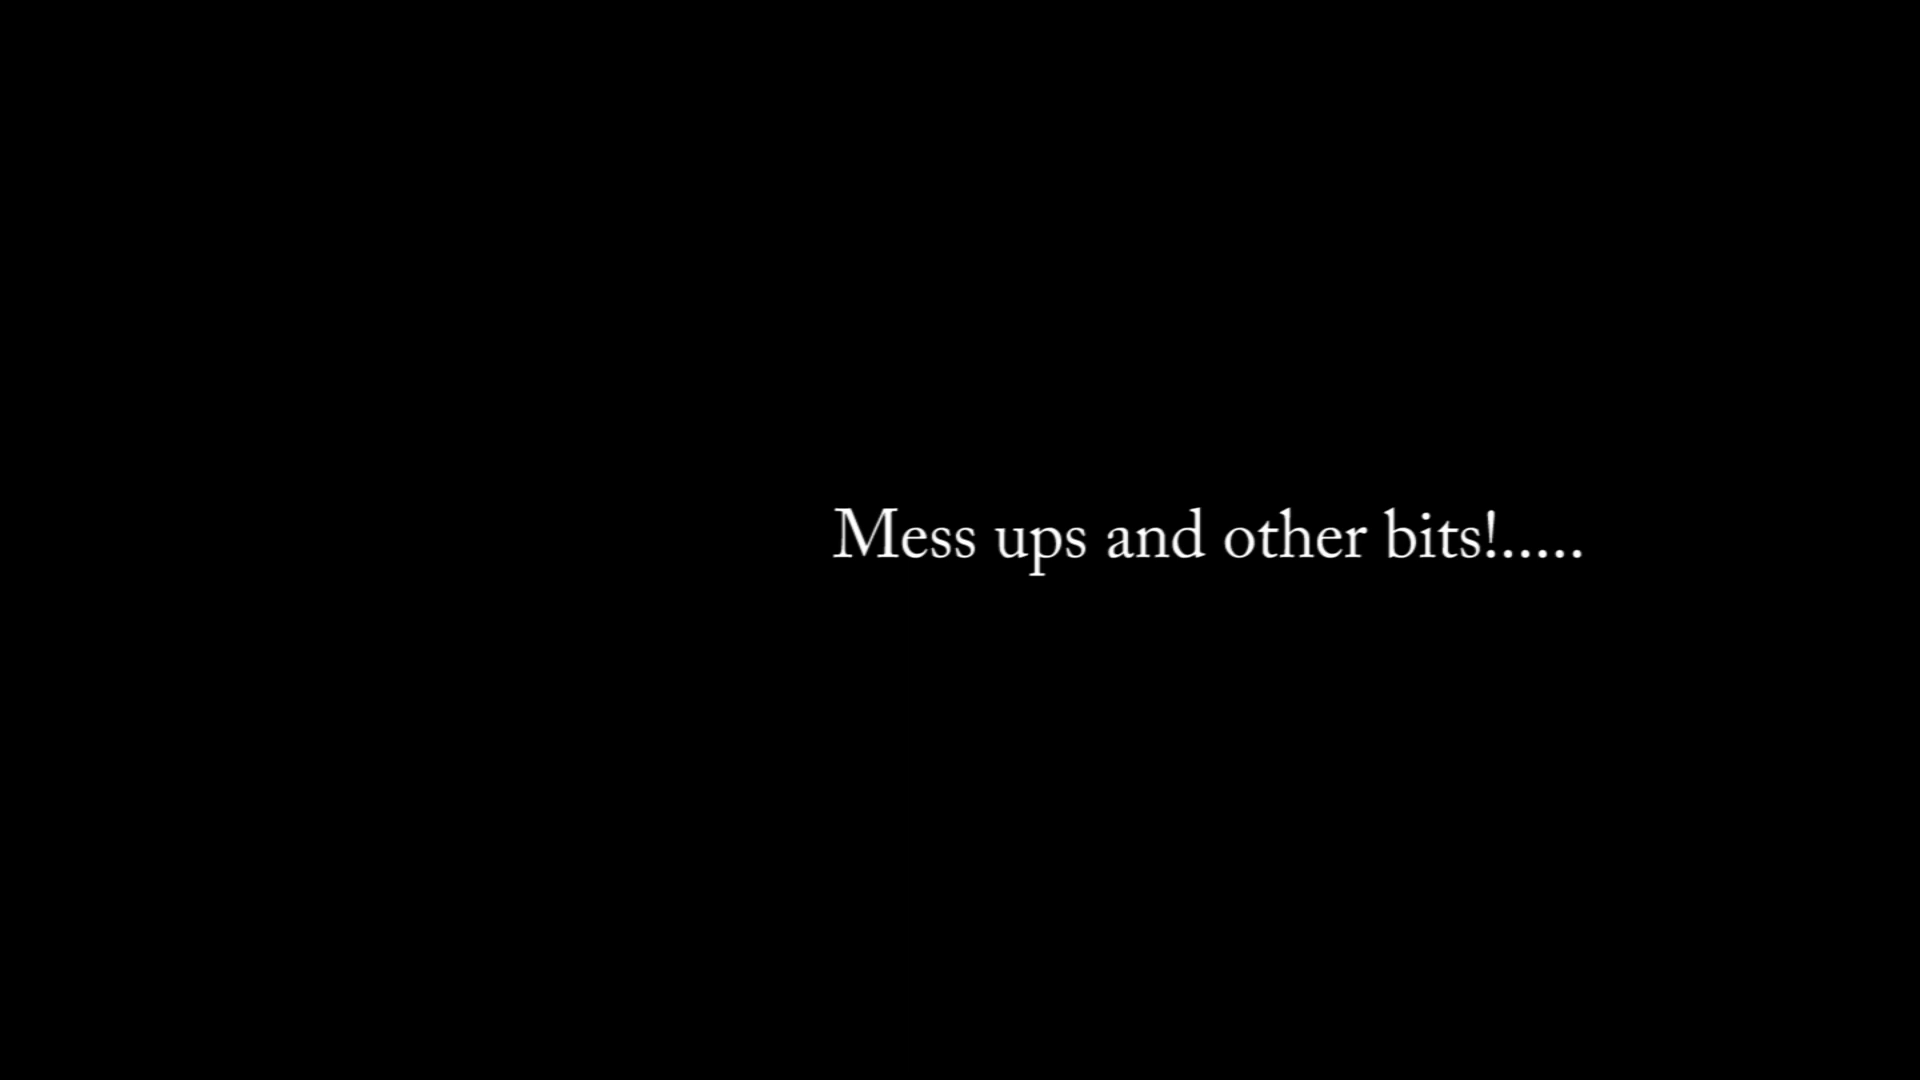 Mess ups and other bits!.....